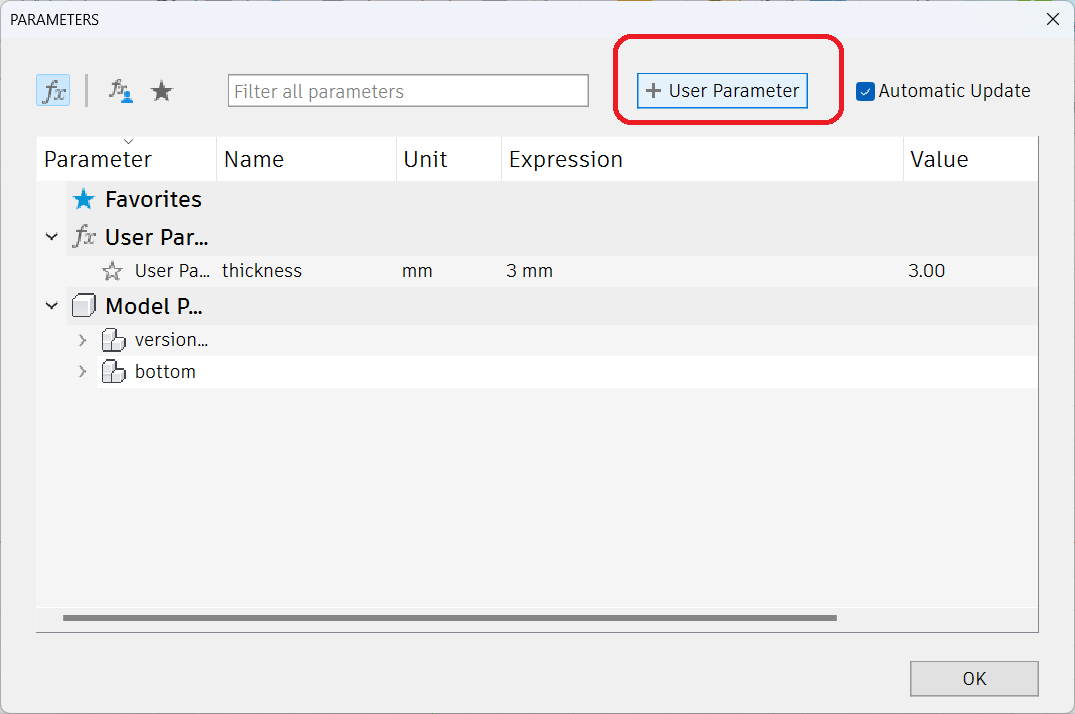 PARAMETERS
fx fx Filter all parameters + User Parameter Automatic Update
Parameter Name Unit Expression Value
Favorites
fx User Par...
User Pa... thickness mm 3 mm 3.00
Model P...
version...
bottom
OK